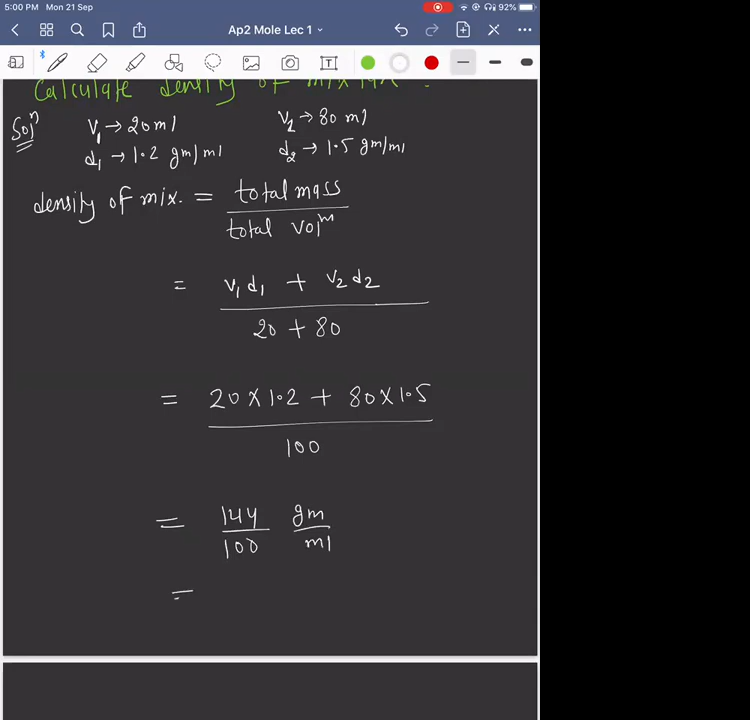 5:00 PM Mon 21 Sep 92%
Ap2 Mole Lec 1
Calculate density of mixture.
Solⁿ V₁ → 20 ml V₂ → 80 ml
d₁ → 1.2 gm/ml d₂ → 1.5 gm/ml
density of mix. = total mass
total volᵐ
= V₁d₁ + V₂d₂
20 + 80
= 20 × 1.2 + 80 × 1.5
100
= 144 gm
100 ml
=